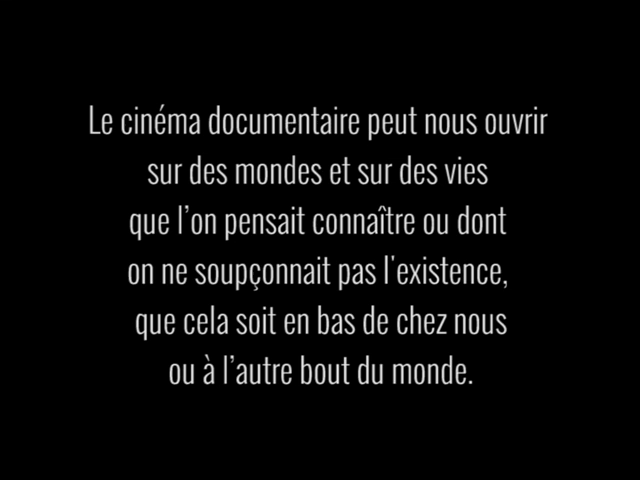 Le cinéma documentaire peut nous ouvrir
sur des mondes et sur des vies
que l’on pensait connaître ou dont
on ne soupçonnait pas l'existence,
que cela soit en bas de chez nous
ou à l’autre bout du monde.